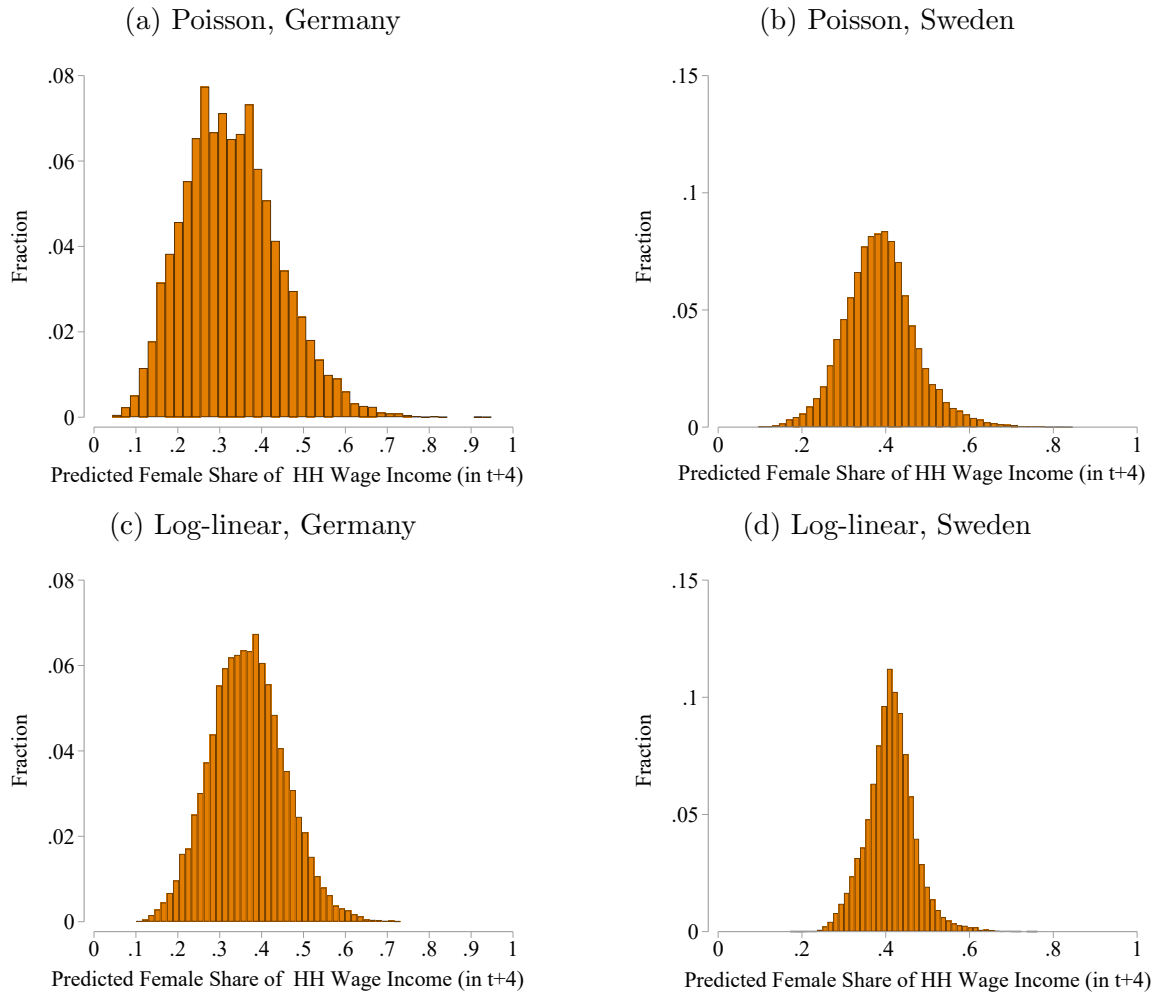 (a) Poisson, Germany
.08
.06
.04
.02
0
Fraction
0 .1 .2 .3 .4 .5 .6 .7 .8 .9 1
Predicted Female Share of HH Wage Income (in t+4)
(b) Poisson, Sweden
.15
.1
.05
0
Fraction
0 .2 .4 .6 .8 1
Predicted Female Share of HH Wage Income (in t+4)
(c) Log-linear, Germany
.08
.06
.04
.02
0
Fraction
0 .1 .2 .3 .4 .5 .6 .7 .8 .9 1
Predicted Female Share of HH Wage Income (in t+4)
(d) Log-linear, Sweden
.15
.1
.05
0
Fraction
0 .2 .4 .6 .8 1
Predicted Female Share of HH Wage Income (in t+4)